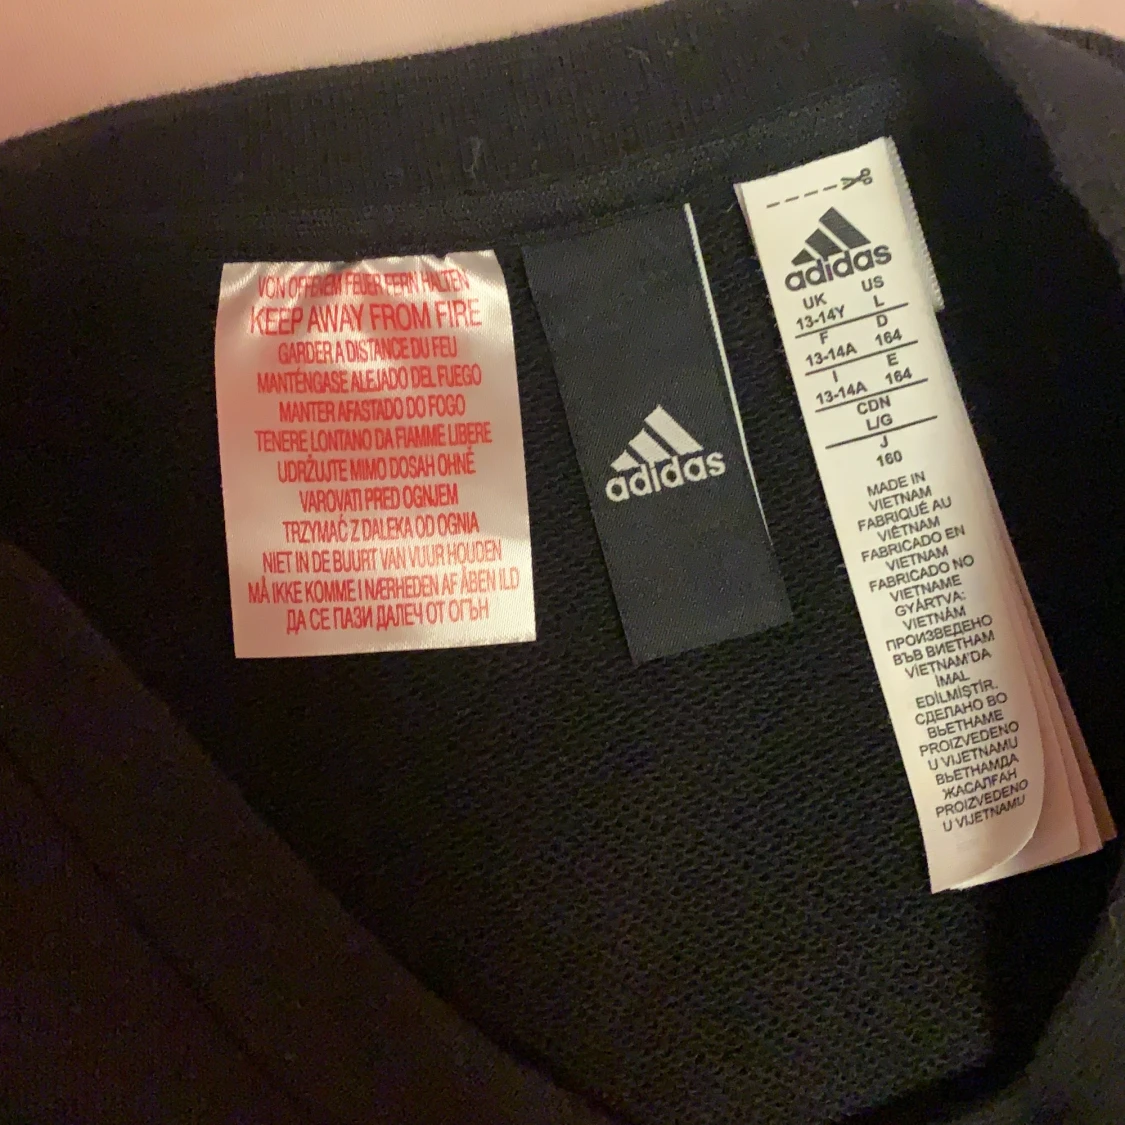 VON OFFENEM FEUER FERN HALTEN
KEEP AWAY FROM FIRE
GARDER A DISTANCE DU FEU
MANTÉNGASE ALEJADO DEL FUEGO
MANTER AFASTADO DO FOGO
TENERE LONTANO DA FIAMME LIBERE
UDRŽUJTE MIMO DOSAH OHNĚ
VAROVATI PRED OGNJEM
TRZYMAĆ Z DALEKA OD OGNIA
NIET IN DE BUURT VAN VUUR HOUDEN
MÅ IKKE KOMME I NÆRHEDEN AF ÅBEN ILD
ДА СЕ ПАЗИ ДАЛЕЧ ОТ ОГЪН
adidas
adidas
UK US
13-14Y L
F D
13-14A 164
I E
13-14A 164
CDN
L/G
J
160
MADE IN
VIETNAM
FABRIQUÉ AU
VIÊTNAM
FABRICADO EN
VIETNAM
FABRICADO NO
VIETNAME
GYÁRTVA:
VIETNÁM
ПРОИЗВЕДЕНО
ВЪВ ВИЕТНАМ
VİETNAM'DA
İMAL
EDİLMİŞTİR.
СДЕЛАНО ВО
ВЬЕТНАМЕ
PROIZVEDENO
U VIJETNAMU
ВЬЕТНАМДА
ЖАСАЛҒАН
PROIZVEDENO
U VIJETNAMU